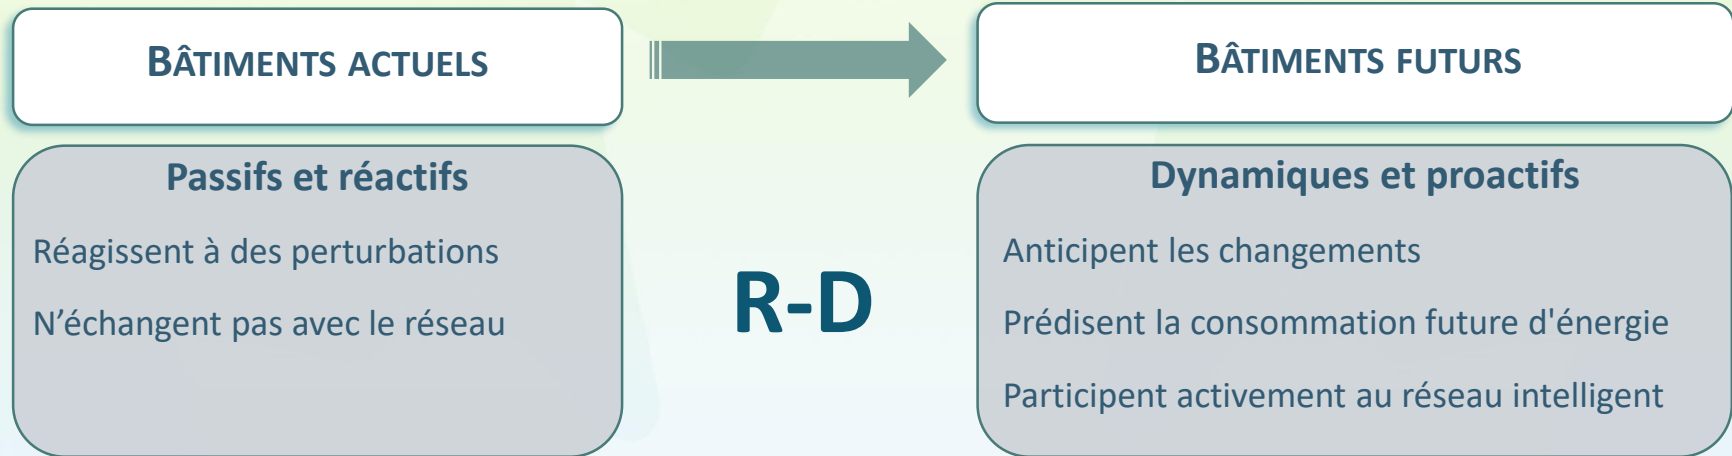 BÂTIMENTS ACTUELS
BÂTIMENTS FUTURS
Passifs et réactifs
Réagissent à des perturbations
N’échangent pas avec le réseau
R-D
Dynamiques et proactifs
Anticipent les changements
Prédisent la consommation future d'énergie
Participent activement au réseau intelligent